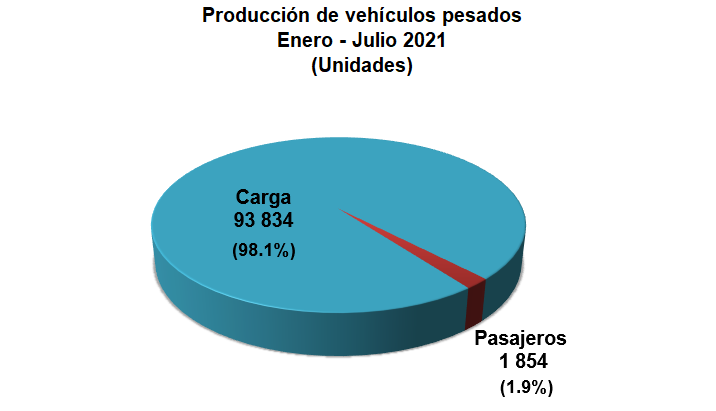 Producción de vehículos pesados
Enero - Julio 2021
(Unidades)
Carga
93 834
(98.1%)
Pasajeros
1 854
(1.9%)